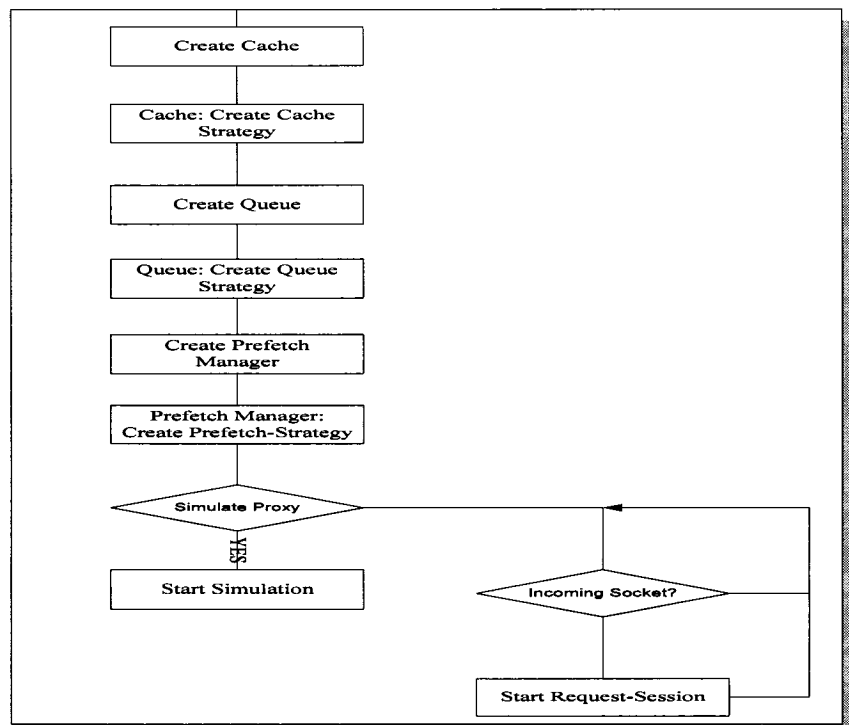 Create Cache
Cache: Create Cache
Strategy
Create Queue
Queue: Create Queue
Strategy
Create Prefetch
Manager
Prefetch Manager:
Create Prefetch-Strategy
Simulate Proxy
YES
Start Simulation
Incoming Socket?
Start Request-Session